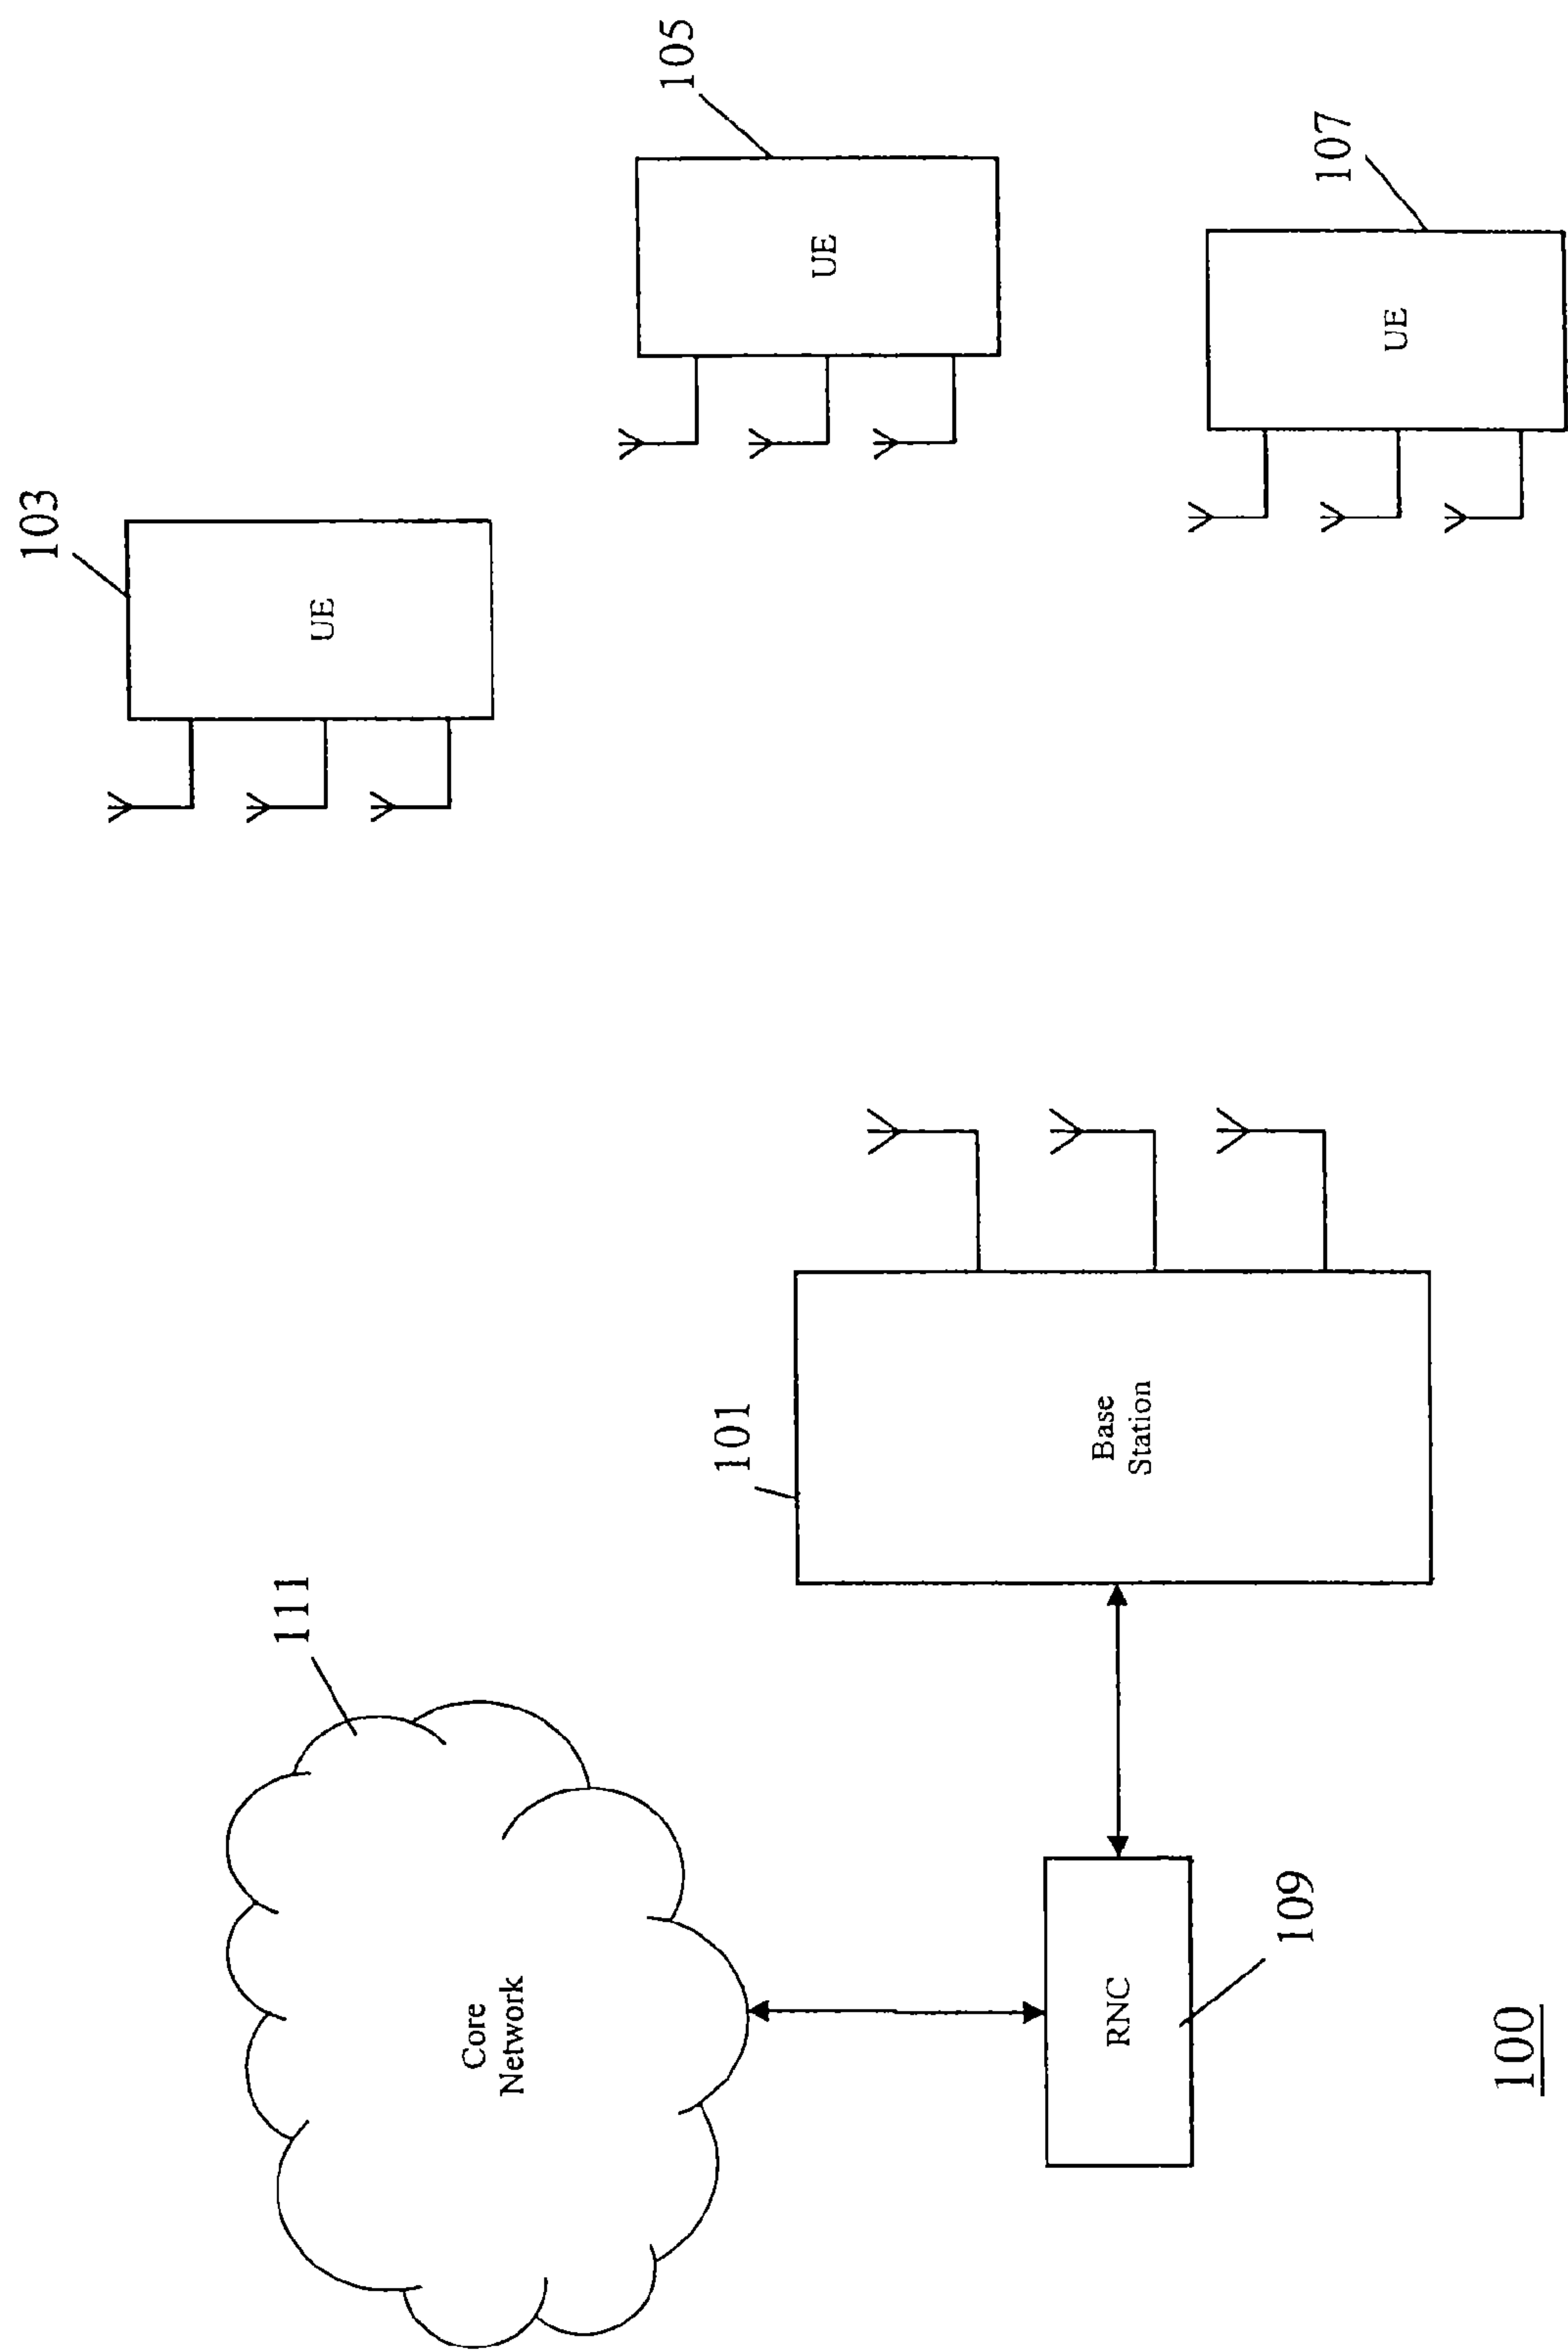 111
Core
Network
101
Base
Station
RNC
109
103
UE
105
UE
107
UE
100